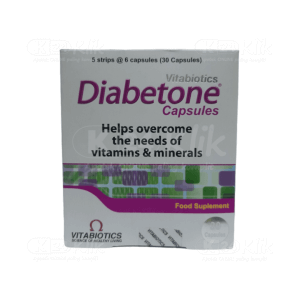 5 strips @ 6 capsules (30 Capsules)
Vitabiotics
Diabetone®
Capsules
Helps overcome
the needs of
vitamins & minerals
Food Suplement
VITABIOTICS
SCIENCE OF HEALTHY LIVING